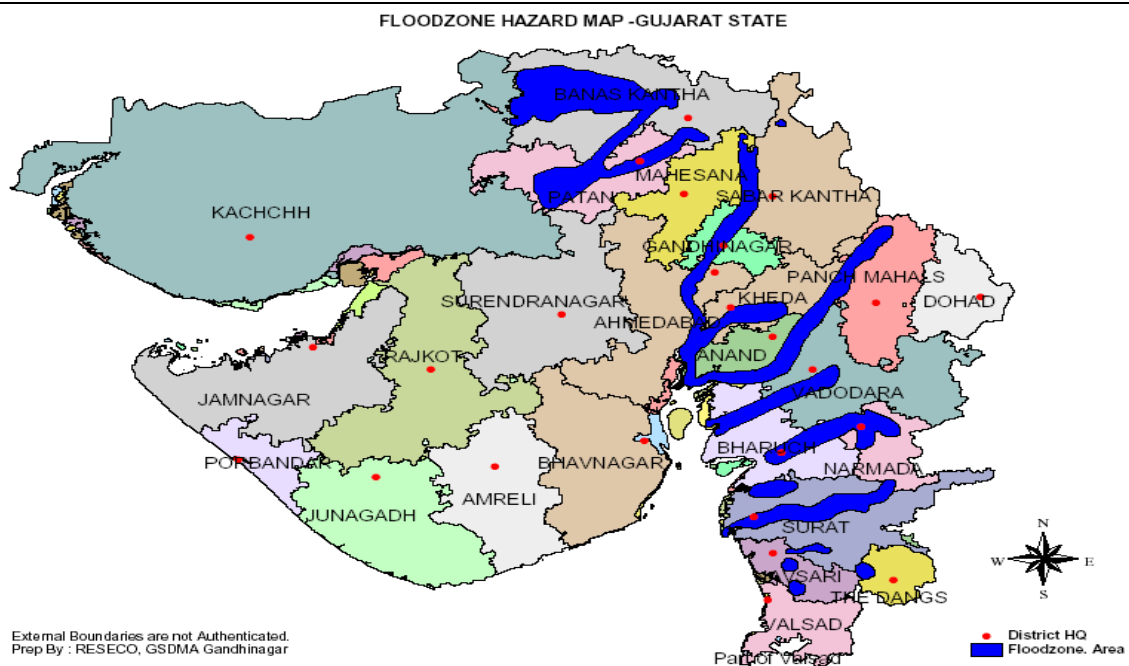 FLOODZONE HAZARD MAP -GUJARAT STATE
BANAS KANTHA
MAHESANA
PATAN
SABAR KANTHA
KACHCHH
GANDHINAGAR
PANCH MAHALS
SURENDRANAGAR
KHEDA
DOHAD
AHMEDABAD
RAJKOT
ANAND
JAMNAGAR
VADODARA
BHARUCH
PORBANDAR
BHAVNAGAR
NARMADA
AMRELI
JUNAGADH
SURAT
N
W
E
S
NAVSARI
THE DANGS
VALSAD
Part of Valsad
External Boundaries are not Authenticated.
Prep By : RESECO, GSDMA Gandhinagar
District HQ
Floodzone. Area